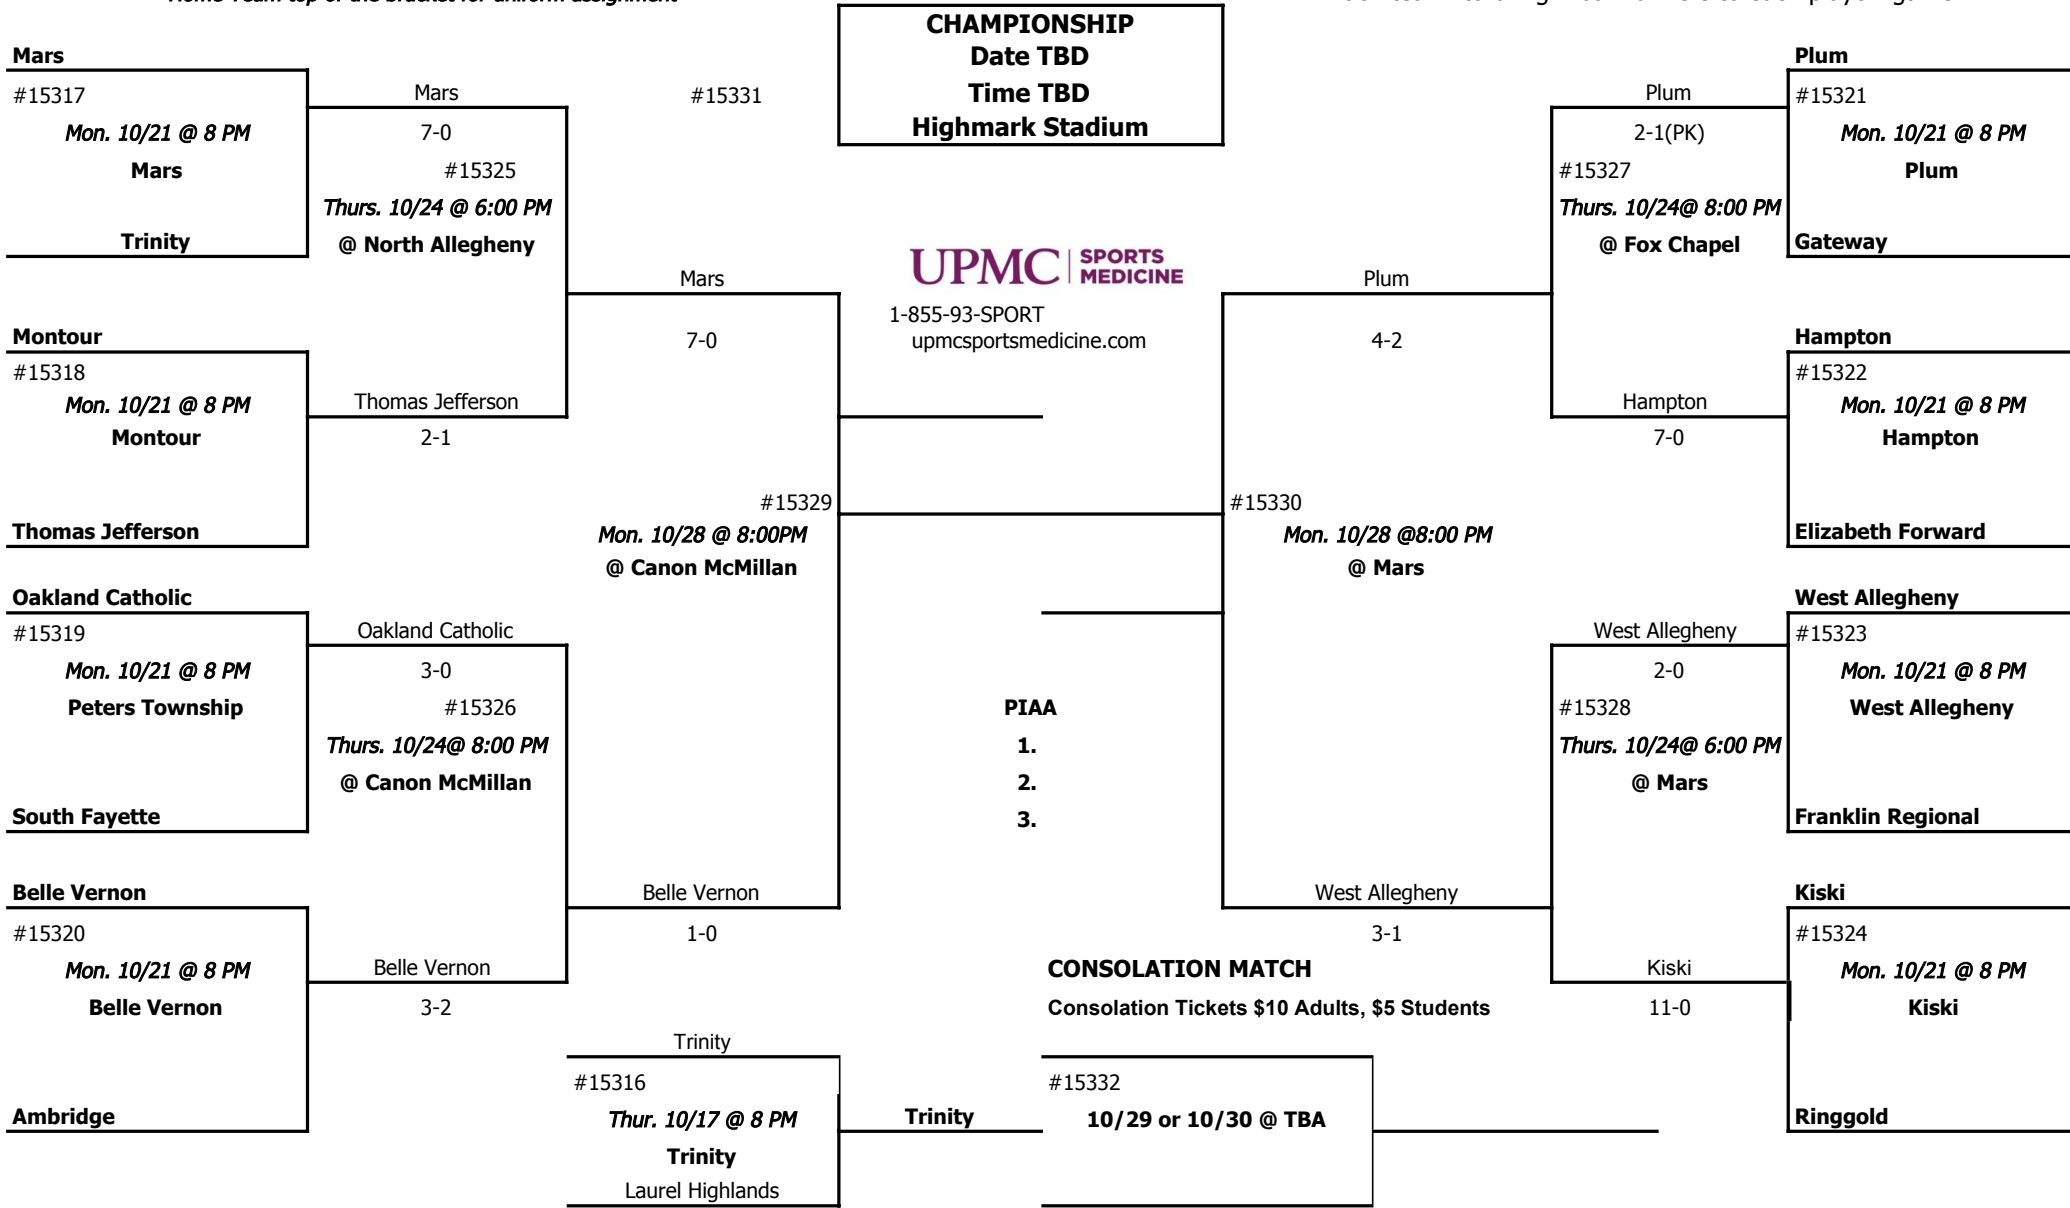 Home Team top of the bracket for uniform assignment
CHAMPIONSHIP
Date TBD
Time TBD
Highmark Stadium
#15331
Mars
#15317
Mon. 10/21 @ 8 PM
Mars
Trinity
Mars
7-0
#15325
Thurs. 10/24 @ 6:00 PM
@ North Allegheny
Montour
#15318
Mon. 10/21 @ 8 PM
Montour
Thomas Jefferson
Thomas Jefferson
2-1
Mars
7-0
#15329
Mon. 10/28 @ 8:00PM
@ Canon McMillan
Oakland Catholic
#15319
Mon. 10/21 @ 8 PM
Peters Township
South Fayette
Oakland Catholic
3-0
#15326
Thurs. 10/24@ 8:00 PM
@ Canon McMillan
Belle Vernon
#15320
Mon. 10/21 @ 8 PM
Belle Vernon
Ambridge
Belle Vernon
3-2
Belle Vernon
1-0
UPMC | SPORTS MEDICINE
1-855-93-SPORT
upmcsportsmedicine.com
PIAA
1.
2.
3.
Plum
#15321
Mon. 10/21 @ 8 PM
Plum
Gateway
Plum
2-1(PK)
#15327
Thurs. 10/24@ 8:00 PM
@ Fox Chapel
Hampton
#15322
Mon. 10/21 @ 8 PM
Hampton
Elizabeth Forward
Hampton
7-0
Plum
4-2
#15330
Mon. 10/28 @8:00 PM
@ Mars
West Allegheny
#15323
Mon. 10/21 @ 8 PM
West Allegheny
Franklin Regional
West Allegheny
2-0
#15328
Thurs. 10/24@ 6:00 PM
@ Mars
Kiski
#15324
Mon. 10/21 @ 8 PM
Kiski
Ringgold
Kiski
11-0
West Allegheny
3-1
CONSOLATION MATCH
Consolation Tickets $10 Adults, $5 Students
#15332
10/29 or 10/30 @ TBA
Trinity
#15316
Thur. 10/17 @ 8 PM
Trinity
Laurel Highlands
Trinity